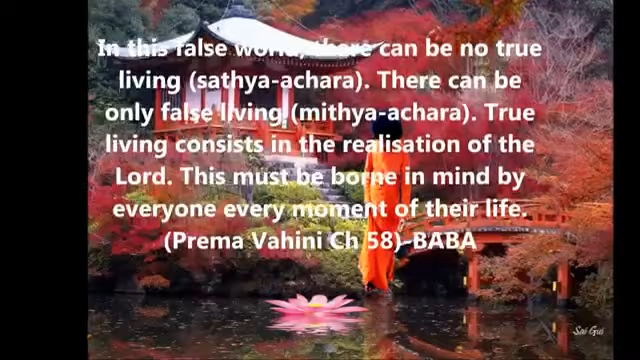 In this false world, there can be no true
living (sathya-achara). There can be
only false living (mithya-achara). True
living consists in the realisation of the
Lord. This must be borne in mind by
everyone every moment of their life.
(Prema Vahini Ch 58)-BABA
Sai Gui